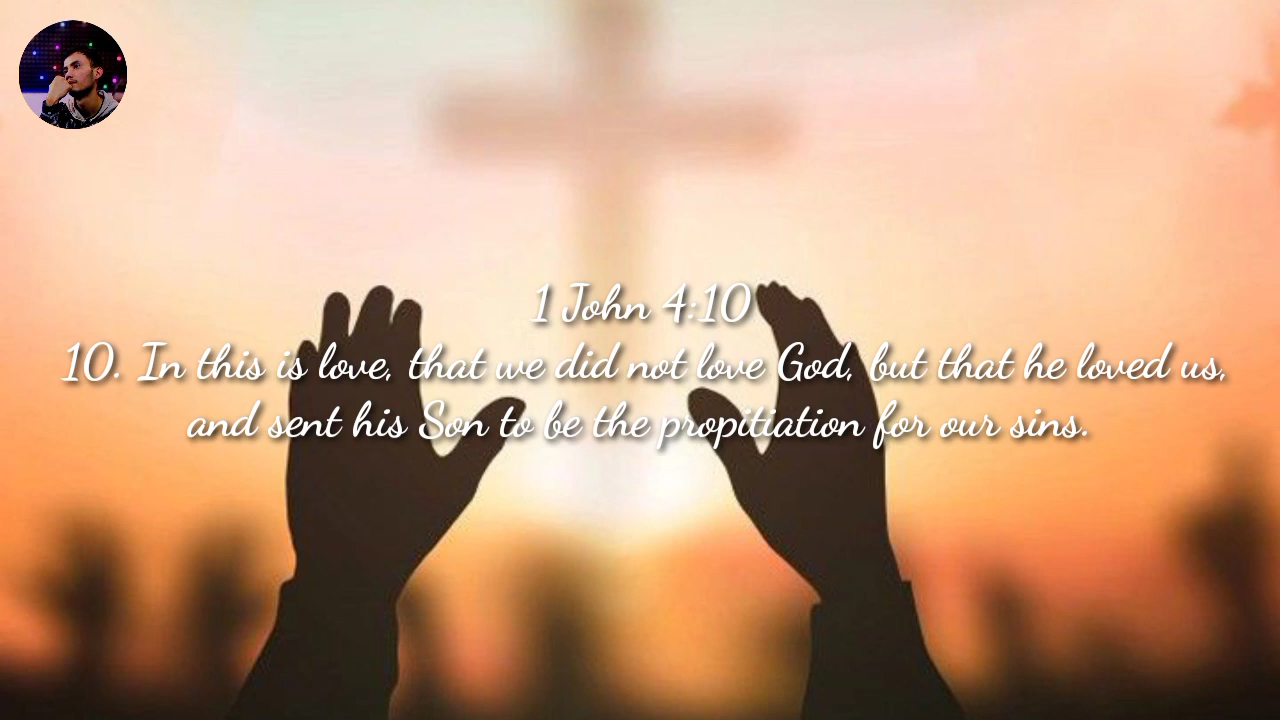 1 John 4:10
10. In this is love, that we did not love God, but that he loved us,
and sent his Son to be the propitiation for our sins.